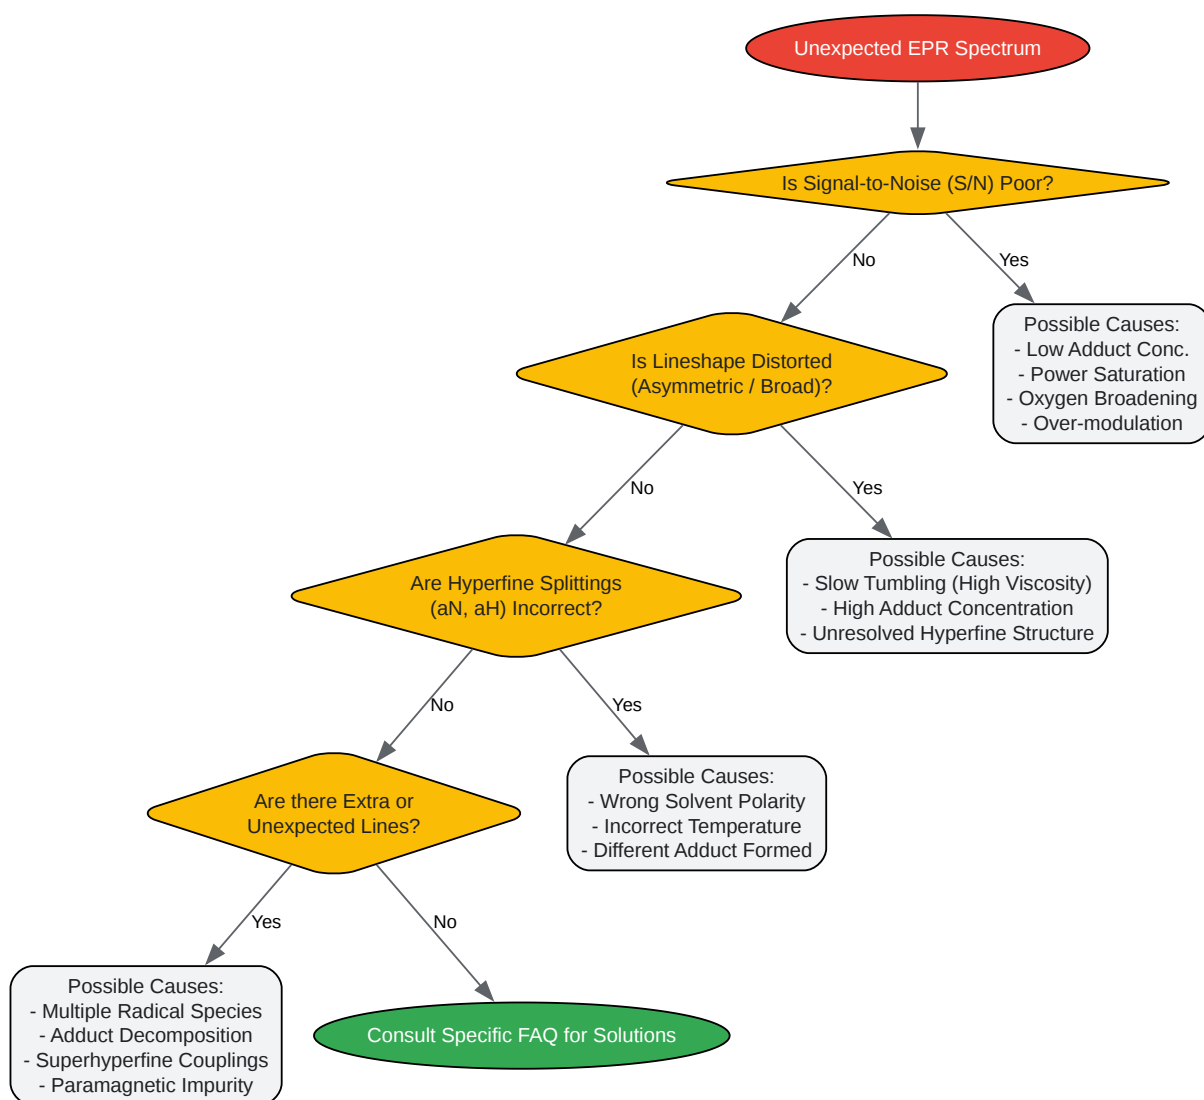 Unexpected EPR Spectrum
Is Signal-to-Noise (S/N) Poor?
No
Yes
Possible Causes:
- Low Adduct Conc.
- Power Saturation
- Oxygen Broadening
- Over-modulation
Is Lineshape Distorted
(Asymmetric / Broad)?
No
Yes
Possible Causes:
- Slow Tumbling (High Viscosity)
- High Adduct Concentration
- Unresolved Hyperfine Structure
Are Hyperfine Splittings
(aN, aH) Incorrect?
No
Yes
Possible Causes:
- Wrong Solvent Polarity
- Incorrect Temperature
- Different Adduct Formed
Are there Extra or
Unexpected Lines?
Yes
No
Possible Causes:
- Multiple Radical Species
- Adduct Decomposition
- Superhyperfine Couplings
- Paramagnetic Impurity
Consult Specific FAQ for Solutions